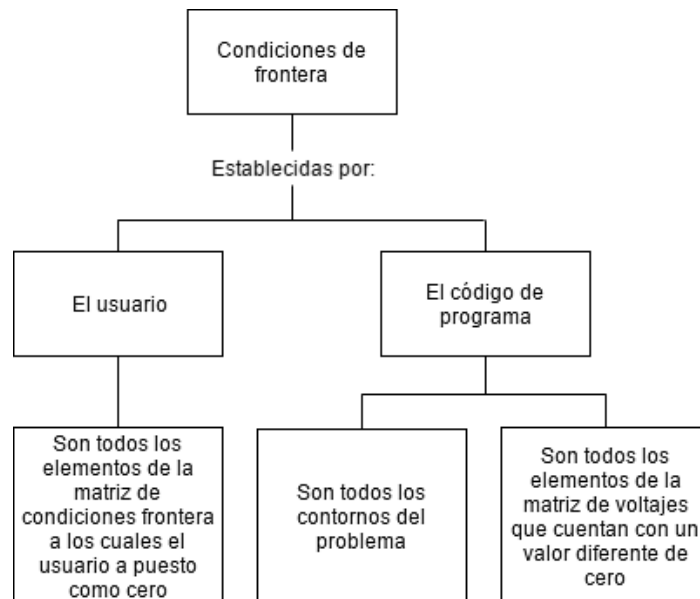 Condiciones de
frontera
Establecidas por:
El usuario
El código de
programa
Son todos los
elementos de la
matriz de
condiciones frontera
a los cuales el
usuario a puesto
como cero
Son todos los
contornos del
problema
Son todos los
elementos de la
matriz de voltajes
que cuentan con un
valor diferente de
cero